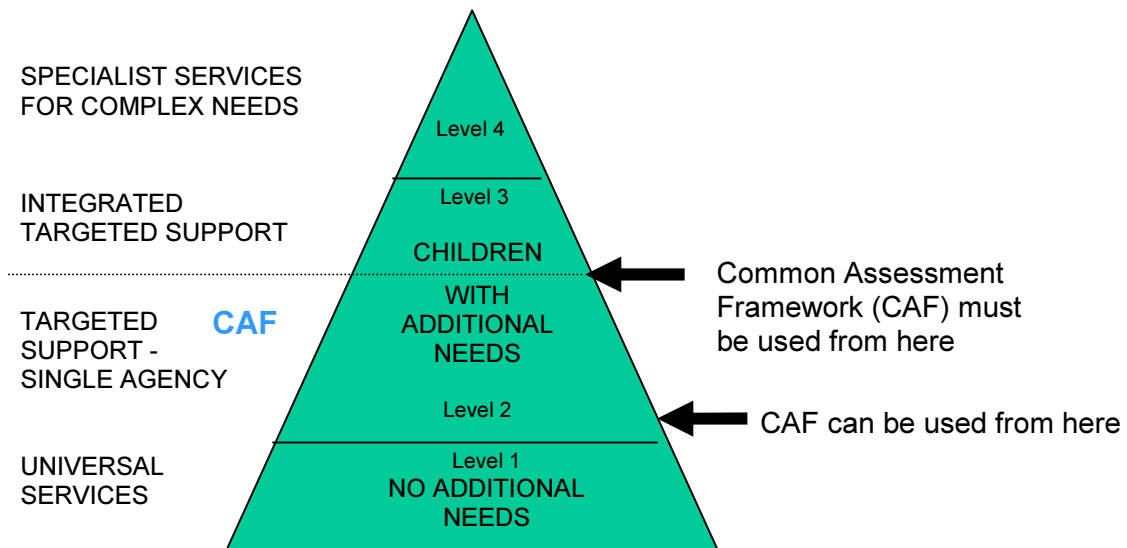 SPECIALIST SERVICES
FOR COMPLEX NEEDS
Level 4
INTEGRATED
TARGETED SUPPORT
Level 3
CHILDREN
WITH
ADDITIONAL
NEEDS
Common Assessment
Framework (CAF) must
be used from here
TARGETED
SUPPORT -
SINGLE AGENCY
CAF
Level 2
CAF can be used from here
UNIVERSAL
SERVICES
Level 1
NO ADDITIONAL
NEEDS